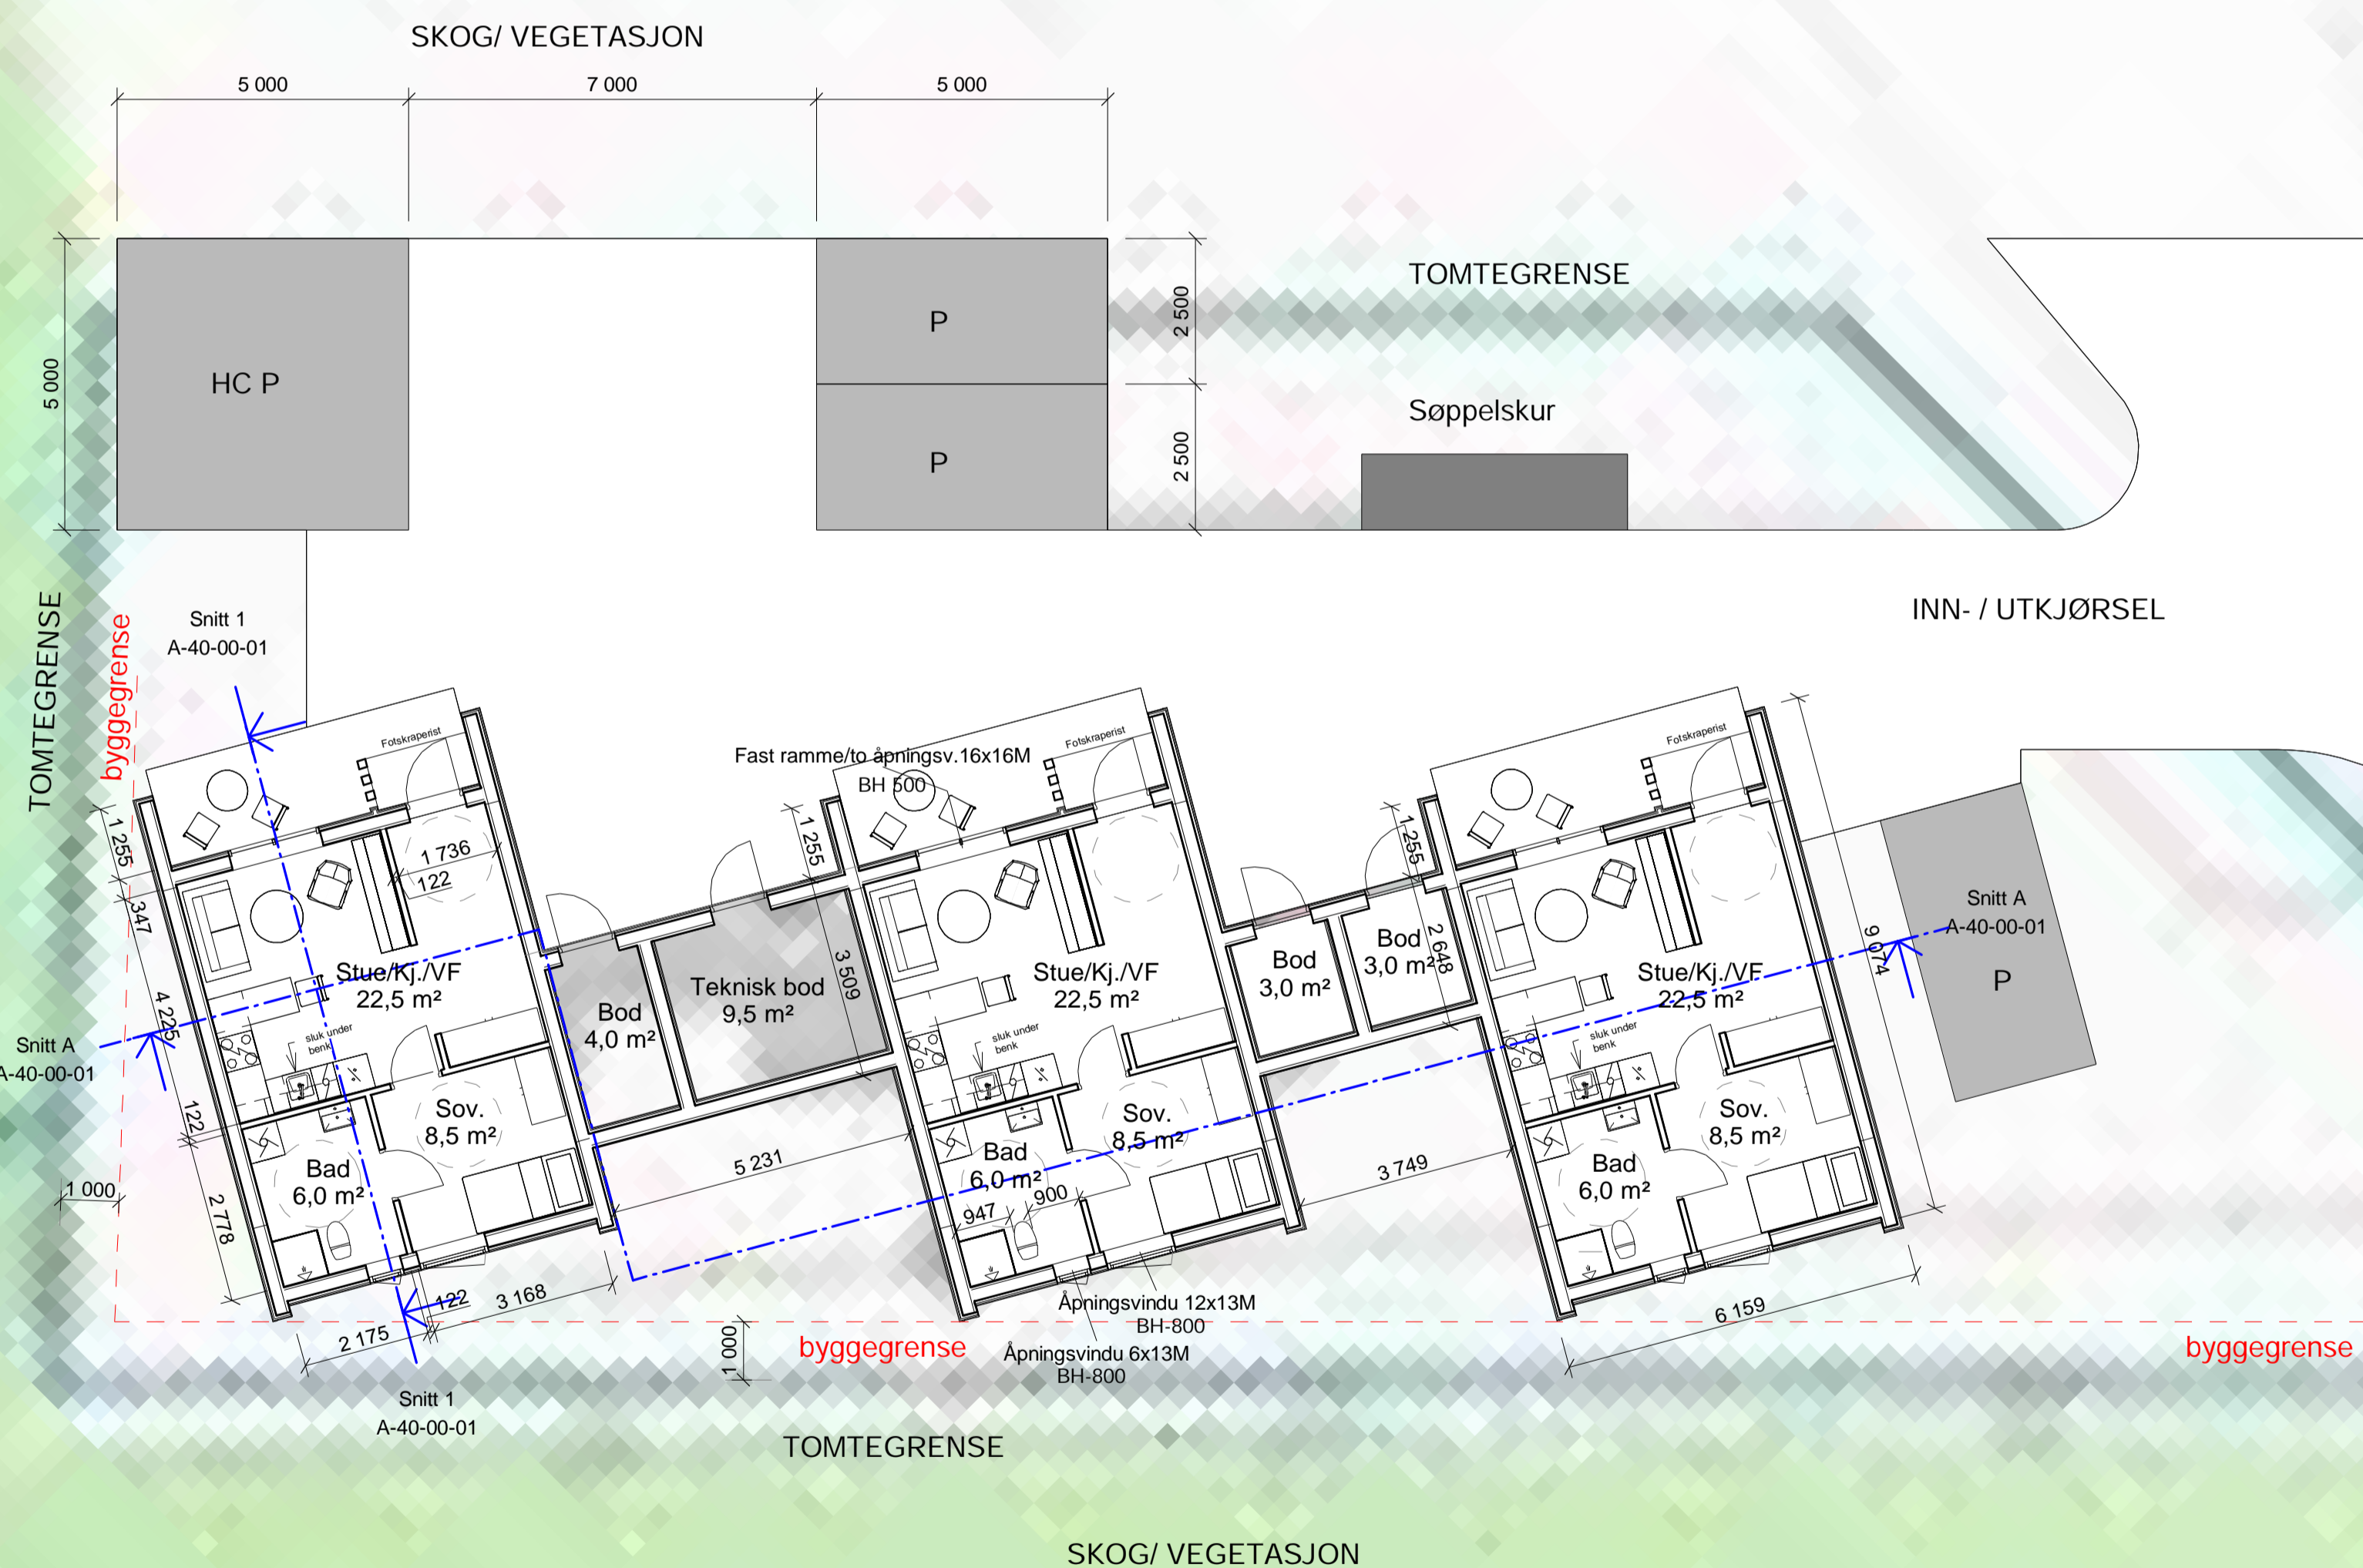 SKOG/ VEGETASJON
5 000
7 000
5 000
5 000
HC P
P
P
2 500
2 500
TOMTEGRENSE
Søppelskur
INN- / UTKJØRSEL
TOMTEGRENSE
byggegrense
Snitt 1
A-40-00-01
Fotskraperist
Fast ramme/to åpningsv.16x16M
BH 500
Fotskraperist
Fotskraperist
1 255
347
4 225
122
2 778
1 000
1 736
122
Stue/Kj./VF
22,5 m²
sluk under
benk
Snitt A
A-40-00-01
Bad
6,0 m²
Sov.
8,5 m²
Bod
4,0 m²
Teknisk bod
9,5 m²
1 255
3 509
5 231
Stue/Kj./VF
22,5 m²
sluk under
benk
Bad
6,0 m²
Sov.
8,5 m²
947
900
Bod
3,0 m²
Bod
3,0 m²
1 255
2 648
3 749
Stue/Kj./VF
22,5 m²
sluk under
benk
Bad
6,0 m²
Sov.
8,5 m²
9 074
Snitt A
A-40-00-01
P
6 159
2 175
122
3 168
1 000
Åpningsvindu 12x13M
BH-800
Åpningsvindu 6x13M
BH-800
byggegrense
byggegrense
Snitt 1
A-40-00-01
TOMTEGRENSE
SKOG/ VEGETASJON